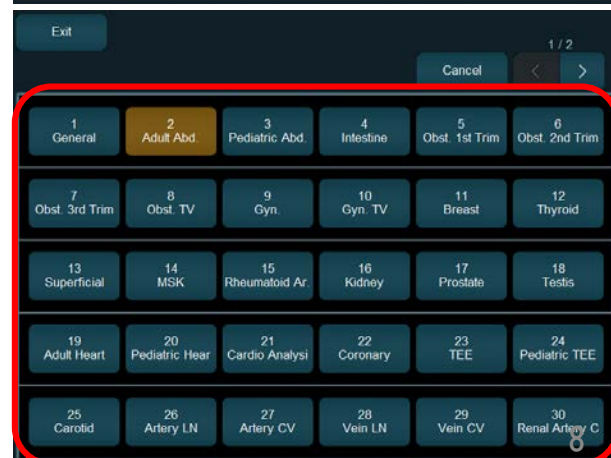 Exit
1 / 2
Cancel < >
1 2 3 4 5 6
General Adult Abd. Pediatric Abd. Intestine Obst. 1st Trim Obst. 2nd Trim
7 8 9 10 11 12
Obst. 3rd Trim Obst. TV Gyn. Gyn. TV Breast Thyroid
13 14 15 16 17 18
Superficial MSK Rheumatoid Ar. Kidney Prostate Testis
19 20 21 22 23 24
Adult Heart Pediatric Hear Cardio Analysi Coronary TEE Pediatric TEE
25 26 27 28 29 30
Carotid Artery LN Artery CV Vein LN Vein CV Renal Artery C
8